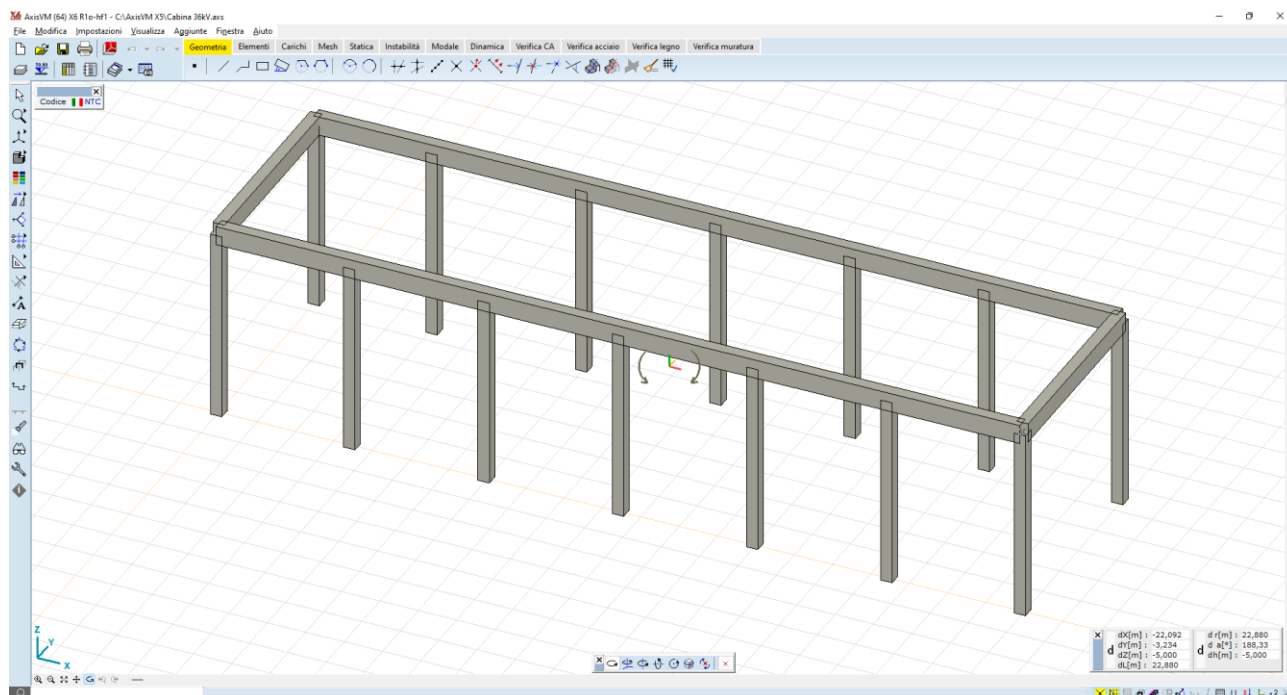 AxisVM (64) X6 R1o-hf1 - C:\AxisVM X5\Cabina 36kV.axs
File Modifica Impostazioni Visualizza Aggiunte Finestra Aiuto
Geometria Elementi Carichi Mesh Statica Instabilità Modale Dinamica Verifica CA Verifica acciaio Verifica legno Verifica muratura
Codice NTC
Z
Y
X
d
dX[m] : -22,092
dY[m] : -3,234
dZ[m] : -5,000
dL[m] : 22,880
d
d r[m] : 22,880
d a[°] : 188,33
dh[m] : -5,000